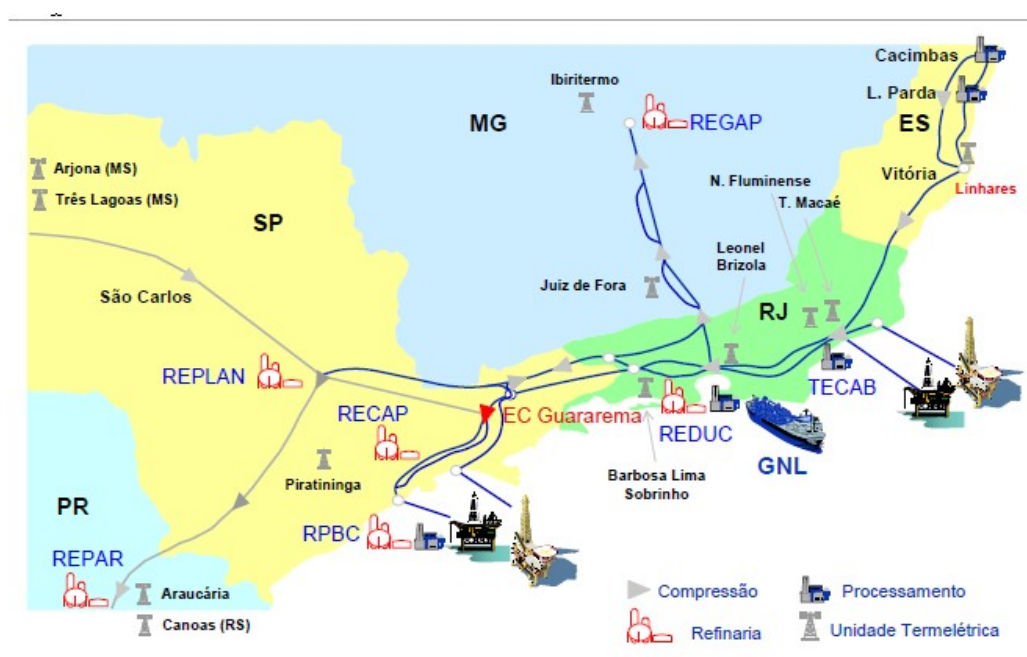 Cacimbas
Ibiritermo
L. Parda
MG
REGAP
ES
Arjona (MS)
Vitória
N. Fluminense
Linhares
Três Lagoas (MS)
T. Macaé
SP
Leonel
Brizola
Juiz de Fora
São Carlos
RJ
REPLAN
TECAB
RECAP
EC Guararema
REDUC
GNL
Barbosa Lima
Sobrinho
Piratininga
PR
RPBC
REPAR
Araucária
Compressão
Processamento
Canoas (RS)
Refinaria
Unidade Termelétrica